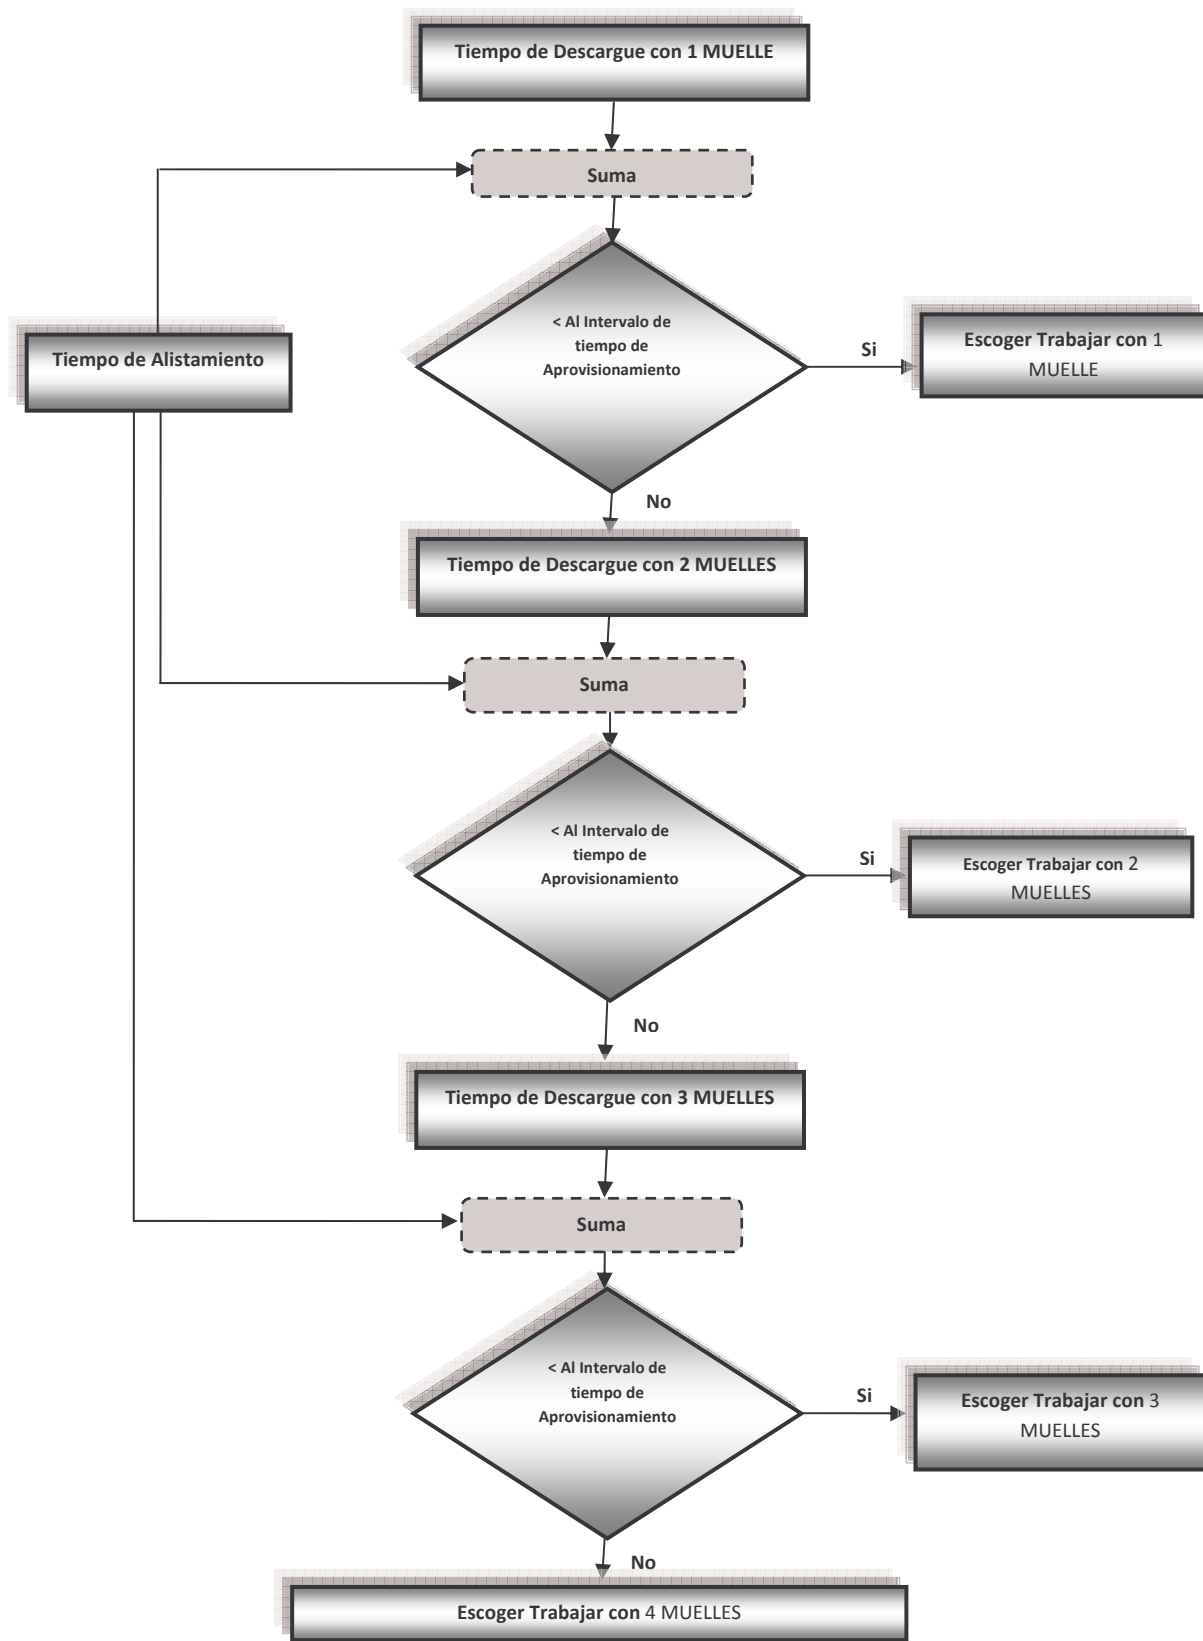 Tiempo de Descargue con 1 MUELLE
Suma
< Al Intervalo de
tiempo de
Aprovisionamiento
Si
Escoger Trabajar con 1
MUELLE
Tiempo de Alistamiento
No
Tiempo de Descargue con 2 MUELLES
Suma
< Al Intervalo de
tiempo de
Aprovisionamiento
Si
Escoger Trabajar con 2
MUELLES
No
Tiempo de Descargue con 3 MUELLES
Suma
< Al Intervalo de
tiempo de
Aprovisionamiento
Si
Escoger Trabajar con 3
MUELLES
No
Escoger Trabajar con 4 MUELLES